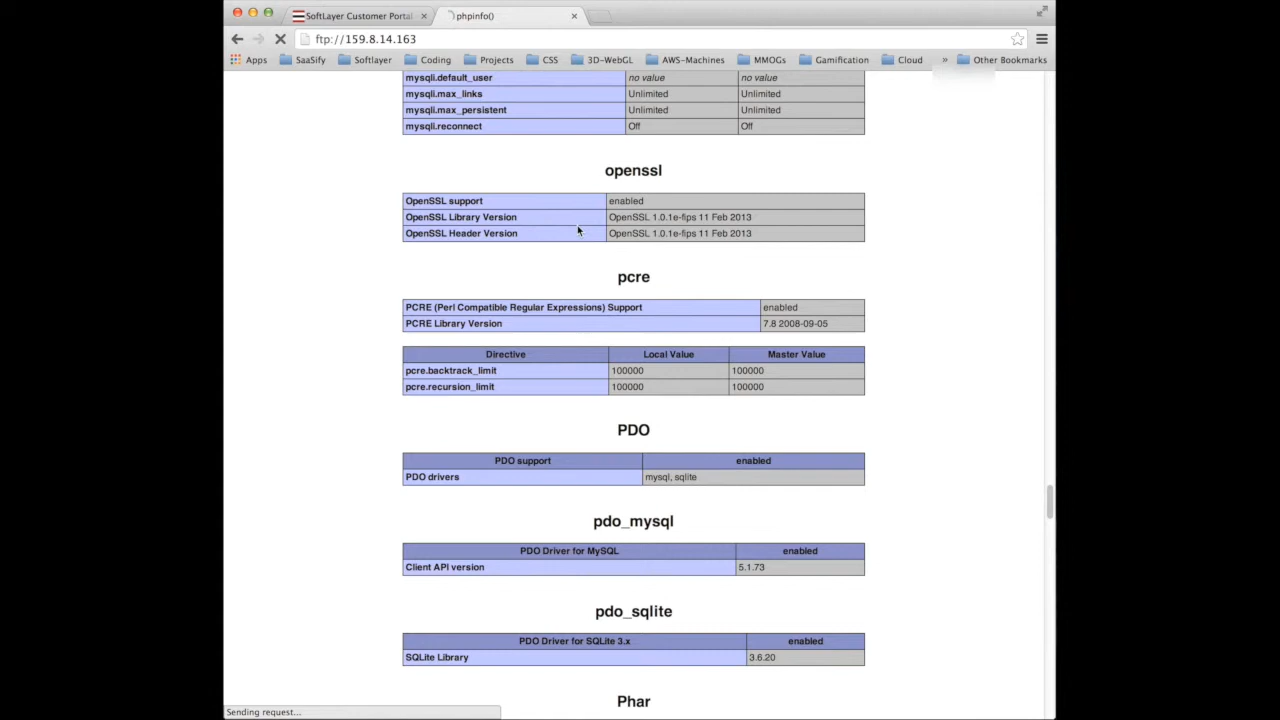 SoftLayer Customer Portal
phpinfo()
ftp://159.8.14.163
Apps SaaSify Softlayer Coding Projects CSS 3D-WebGL AWS-Machines MMOGs Gamification Cloud » Other Bookmarks
mysqli.default_user no value no value
mysqli.max_links Unlimited Unlimited
mysqli.max_persistent Unlimited Unlimited
mysqli.reconnect Off Off
openssl
OpenSSL support enabled
OpenSSL Library Version OpenSSL 1.0.1e-fips 11 Feb 2013
OpenSSL Header Version OpenSSL 1.0.1e-fips 11 Feb 2013
pcre
PCRE (Perl Compatible Regular Expressions) Support enabled
PCRE Library Version 7.8 2008-09-05
Directive Local Value Master Value
pcre.backtrack_limit 100000 100000
pcre.recursion_limit 100000 100000
PDO
PDO support enabled
PDO drivers mysql, sqlite
pdo_mysql
PDO Driver for MySQL enabled
Client API version 5.1.73
pdo_sqlite
PDO Driver for SQLite 3.x enabled
SQLite Library 3.6.20
Phar
Sending request...